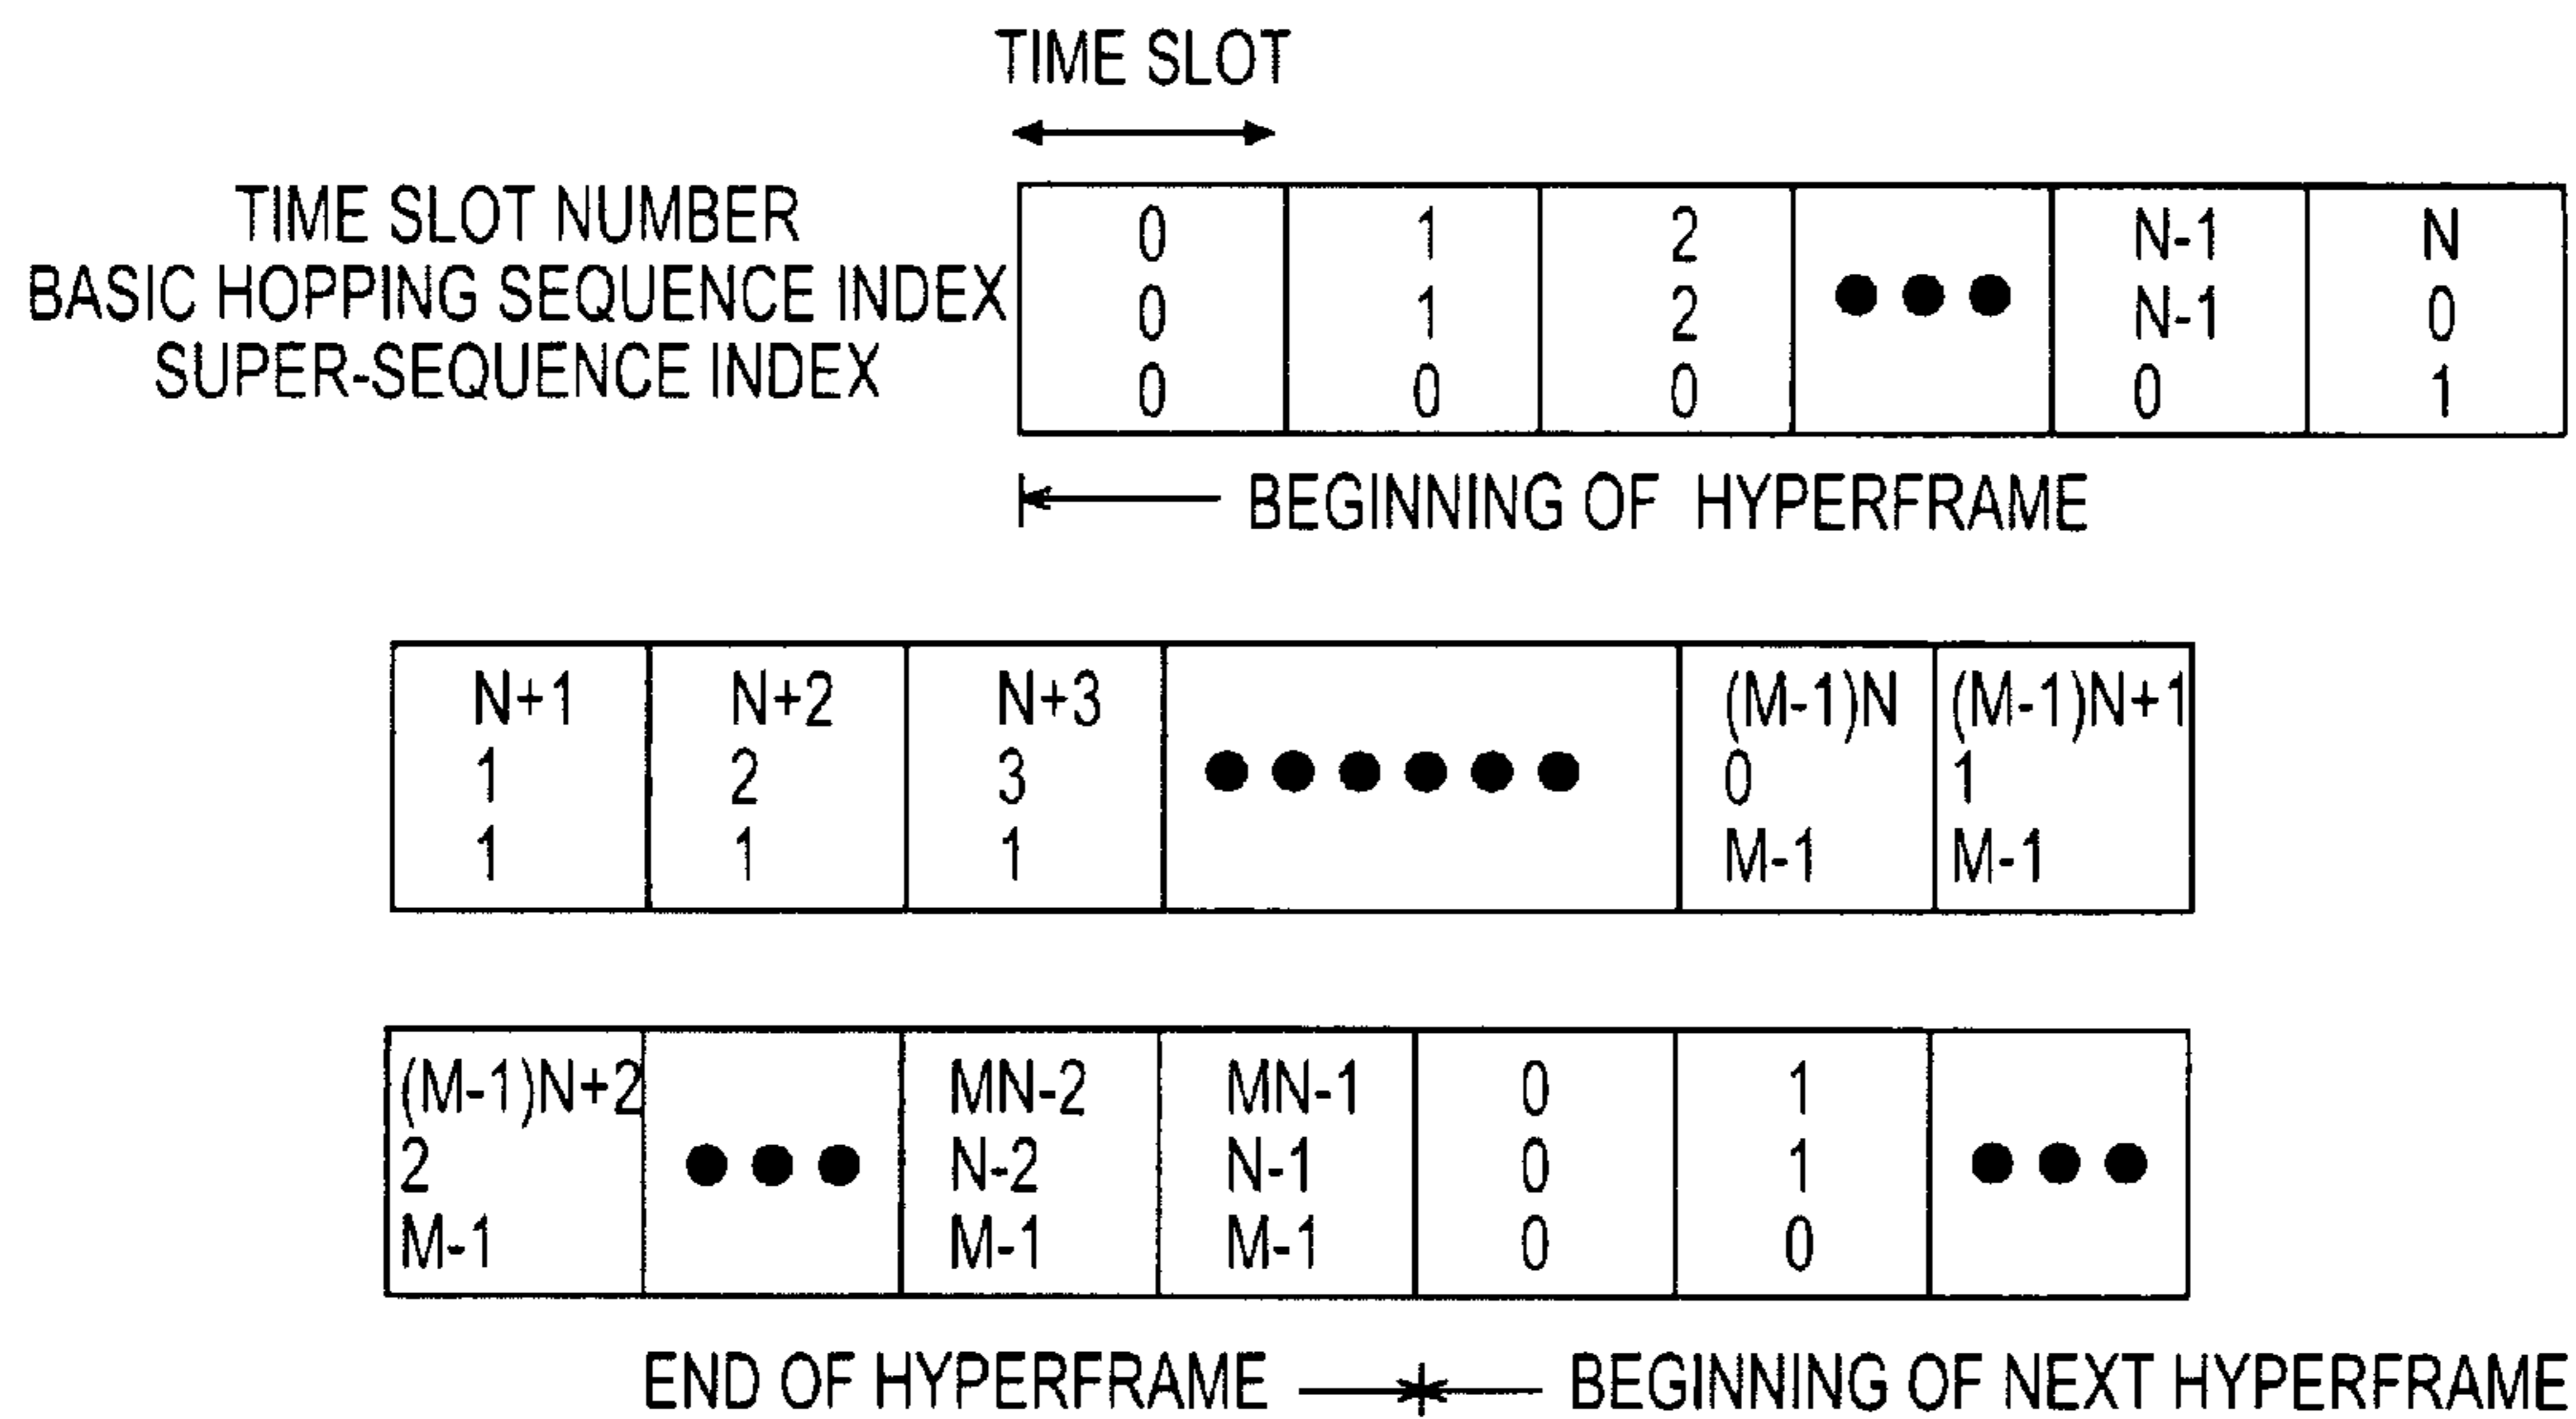 TIME SLOT
TIME SLOT NUMBER 0 1 2 N-1 N
BASIC HOPPING SEQUENCE INDEX 0 1 2 ●●● N-1 0
SUPER-SEQUENCE INDEX 0 0 0 0 1
BEGINNING OF HYPERFRAME
N+1 N+2 N+3 (M-1)N (M-1)N+1
1 2 3 ●●●●●● 0 1
1 1 1 M-1 M-1
(M-1)N+2 MN-2 MN-1 0 1
2 ●●● N-2 N-1 0 1 ●●●
M-1 M-1 M-1 0 0
END OF HYPERFRAME BEGINNING OF NEXT HYPERFRAME